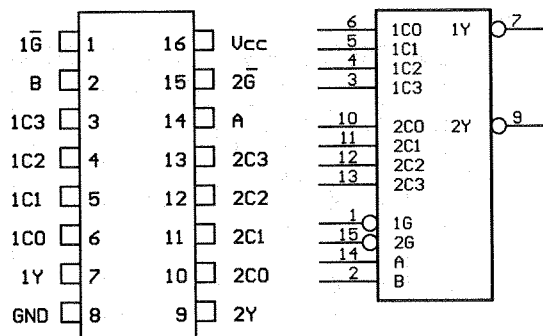 1G̅ 1 16 Vcc
B 2 15 2G̅
1C3 3 14 A
1C2 4 13 2C3
1C1 5 12 2C2
1C0 6 11 2C1
1Y 7 10 2C0
GND 8 9 2Y
6 1C0 1Y 7
5 1C1
4 1C2
3 1C3
10 2C0 2Y 9
11 2C1
12 2C2
13 2C3
1 1G
15 2G
14 A
2 B